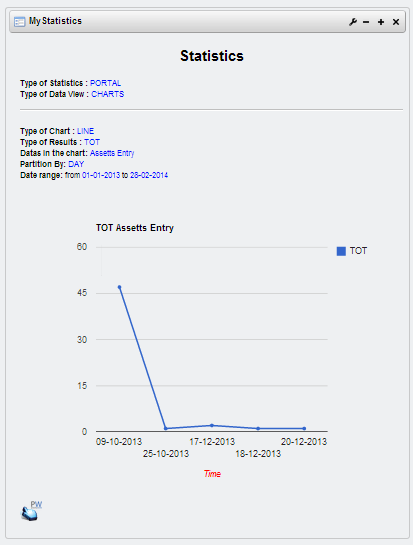 My Statistics
Statistics
Type of Statistics : PORTAL
Type of Data View : CHARTS
Type of Chart : LINE
Type of Results : TOT
Datas in the chart: Assetts Entry
Partition By: DAY
Date range: from 01-01-2013 to 28-02-2014
TOT Assetts Entry
60
TOT
45
30
15
0
09-10-2013 17-12-2013 20-12-2013
25-10-2013 18-12-2013
Time
PW